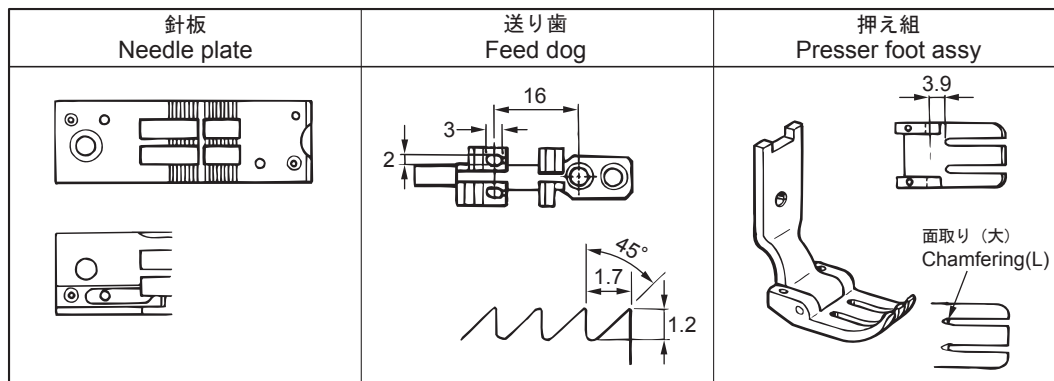 針板
Needle plate
送り歯
Feed dog
押え組
Presser foot assy
16
3
2
45°
1.7
1.2
3.9
面取り（大）
Chamfering(L)